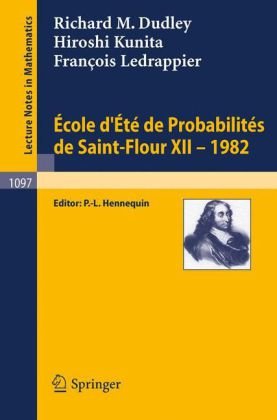 Lecture Notes in Mathematics
1097
Richard M. Dudley
Hiroshi Kunita
François Ledrappier
École d'Été de Probabilités
de Saint-Flour XII – 1982
Editor: P.-L. Hennequin
Springer